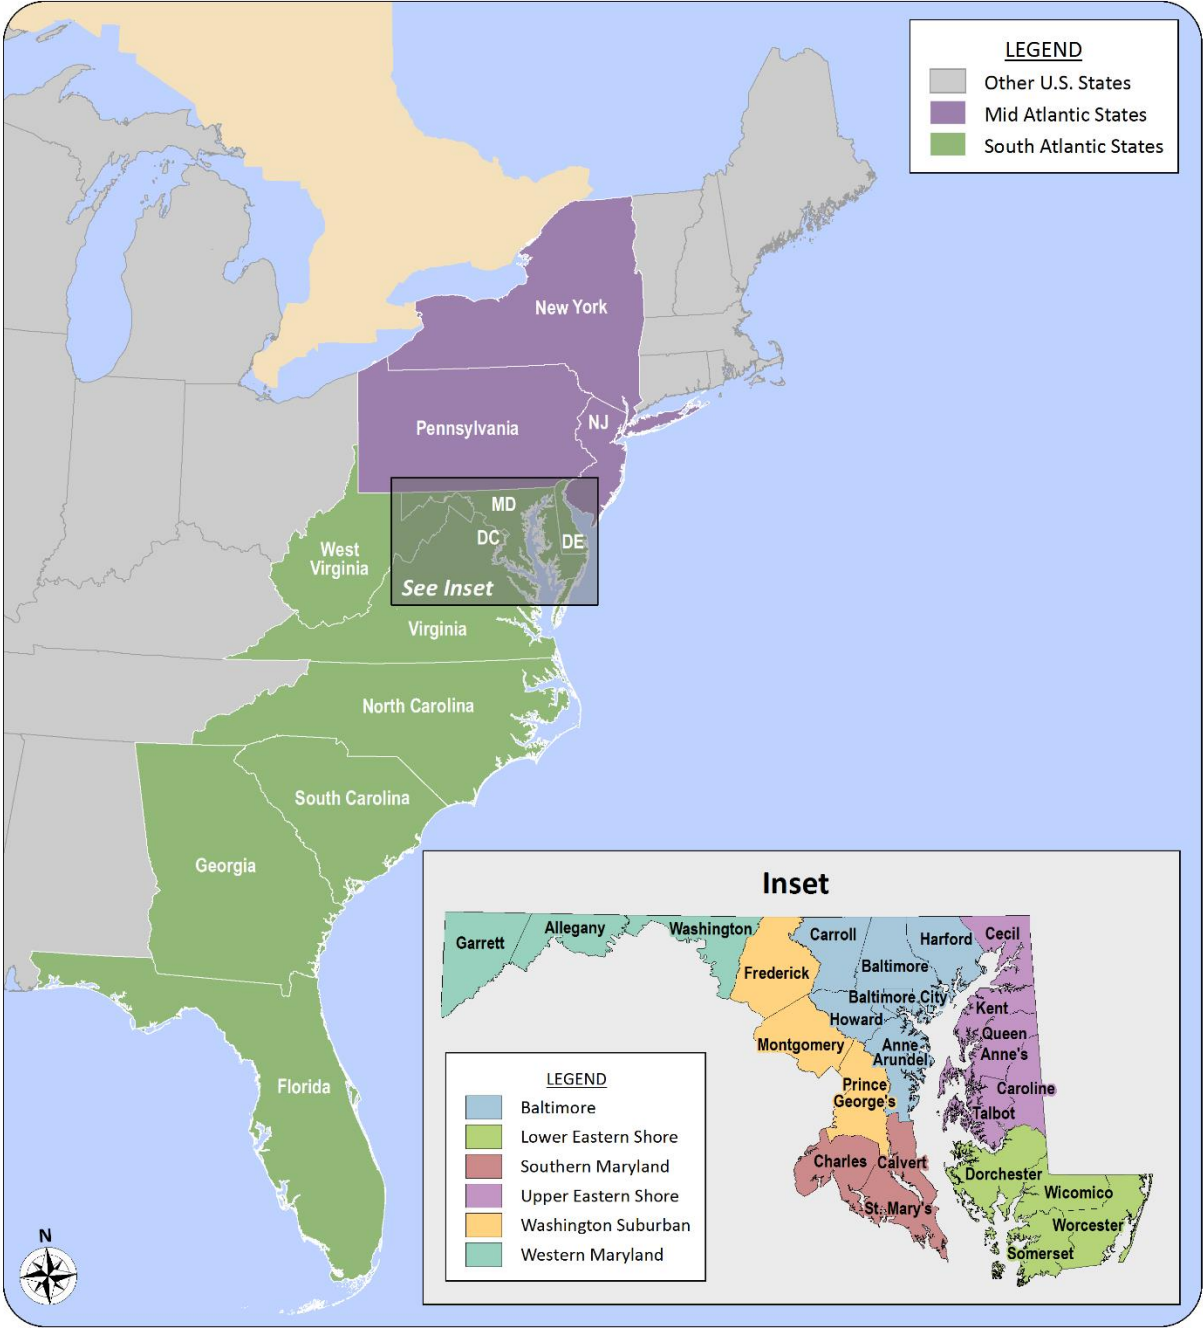 LEGEND
Other U.S. States
Mid Atlantic States
South Atlantic States
New York
Pennsylvania
NJ
MD
DC
DE
See Inset
West
Virginia
Virginia
North Carolina
South Carolina
Georgia
Florida
N
Inset
Garrett
Allegany
Washington
Frederick
Carroll
Baltimore
Harford
Cecil
Baltimore City
Howard
Kent
Queen
Anne's
Montgomery
Anne
Arundel
Prince
George's
Caroline
Talbot
Charles
Calvert
St. Mary's
Dorchester
Wicomico
Worcester
Somerset
LEGEND
Baltimore
Lower Eastern Shore
Southern Maryland
Upper Eastern Shore
Washington Suburban
Western Maryland